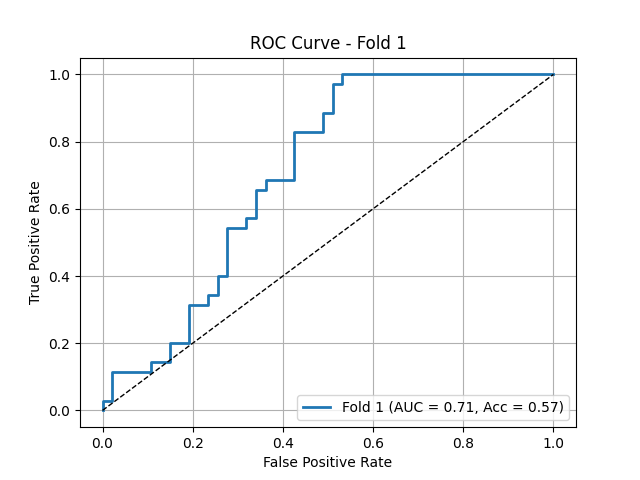 ROC Curve - Fold 1
1.0
0.8
0.6
0.4
0.2
0.0
True Positive Rate
Fold 1 (AUC = 0.71, Acc = 0.57)
0.0 0.2 0.4 0.6 0.8 1.0
False Positive Rate